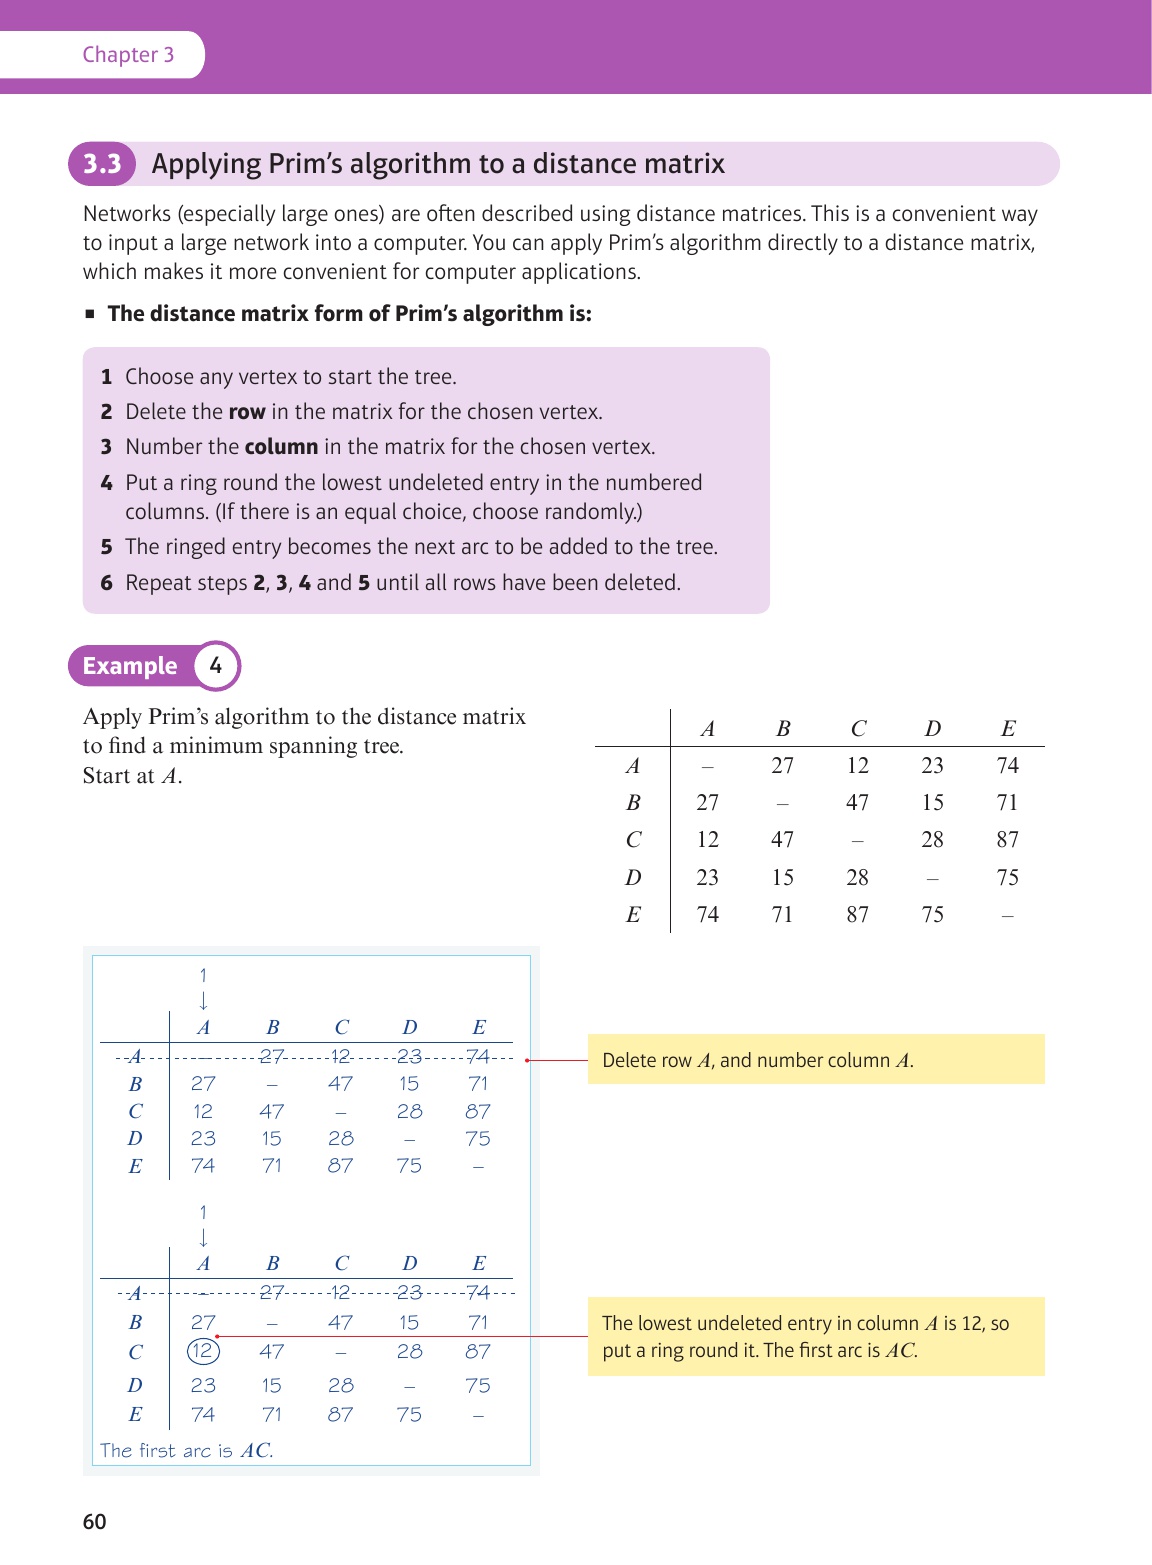 Chapter 3
3.3 Applying Prim’s algorithm to a distance matrix
Networks (especially large ones) are often described using distance matrices. This is a convenient way
to input a large network into a computer. You can apply Prim’s algorithm directly to a distance matrix,
which makes it more convenient for computer applications.
■ The distance matrix form of Prim’s algorithm is:
1 Choose any vertex to start the tree.
2 Delete the row in the matrix for the chosen vertex.
3 Number the column in the matrix for the chosen vertex.
4 Put a ring round the lowest undeleted entry in the numbered
columns. (If there is an equal choice, choose randomly.)
5 The ringed entry becomes the next arc to be added to the tree.
6 Repeat steps 2, 3, 4 and 5 until all rows have been deleted.
Example 4
Apply Prim’s algorithm to the distance matrix
to find a minimum spanning tree.
Start at A.
A B C D E
A – 27 12 23 74
B 27 – 47 15 71
C 12 47 – 28 87
D 23 15 28 – 75
E 74 71 87 75 –
1
↓
A B C D E
A – 27 12 23 74
B 27 – 47 15 71
C 12 47 – 28 87
D 23 15 28 – 75
E 74 71 87 75 –
Delete row A, and number column A.
1
↓
A B C D E
A – 27 12 23 74
B 27 – 47 15 71
C 12 47 – 28 87
D 23 15 28 – 75
E 74 71 87 75 –
The first arc is AC.
The lowest undeleted entry in column A is 12, so
put a ring round it. The first arc is AC.
60